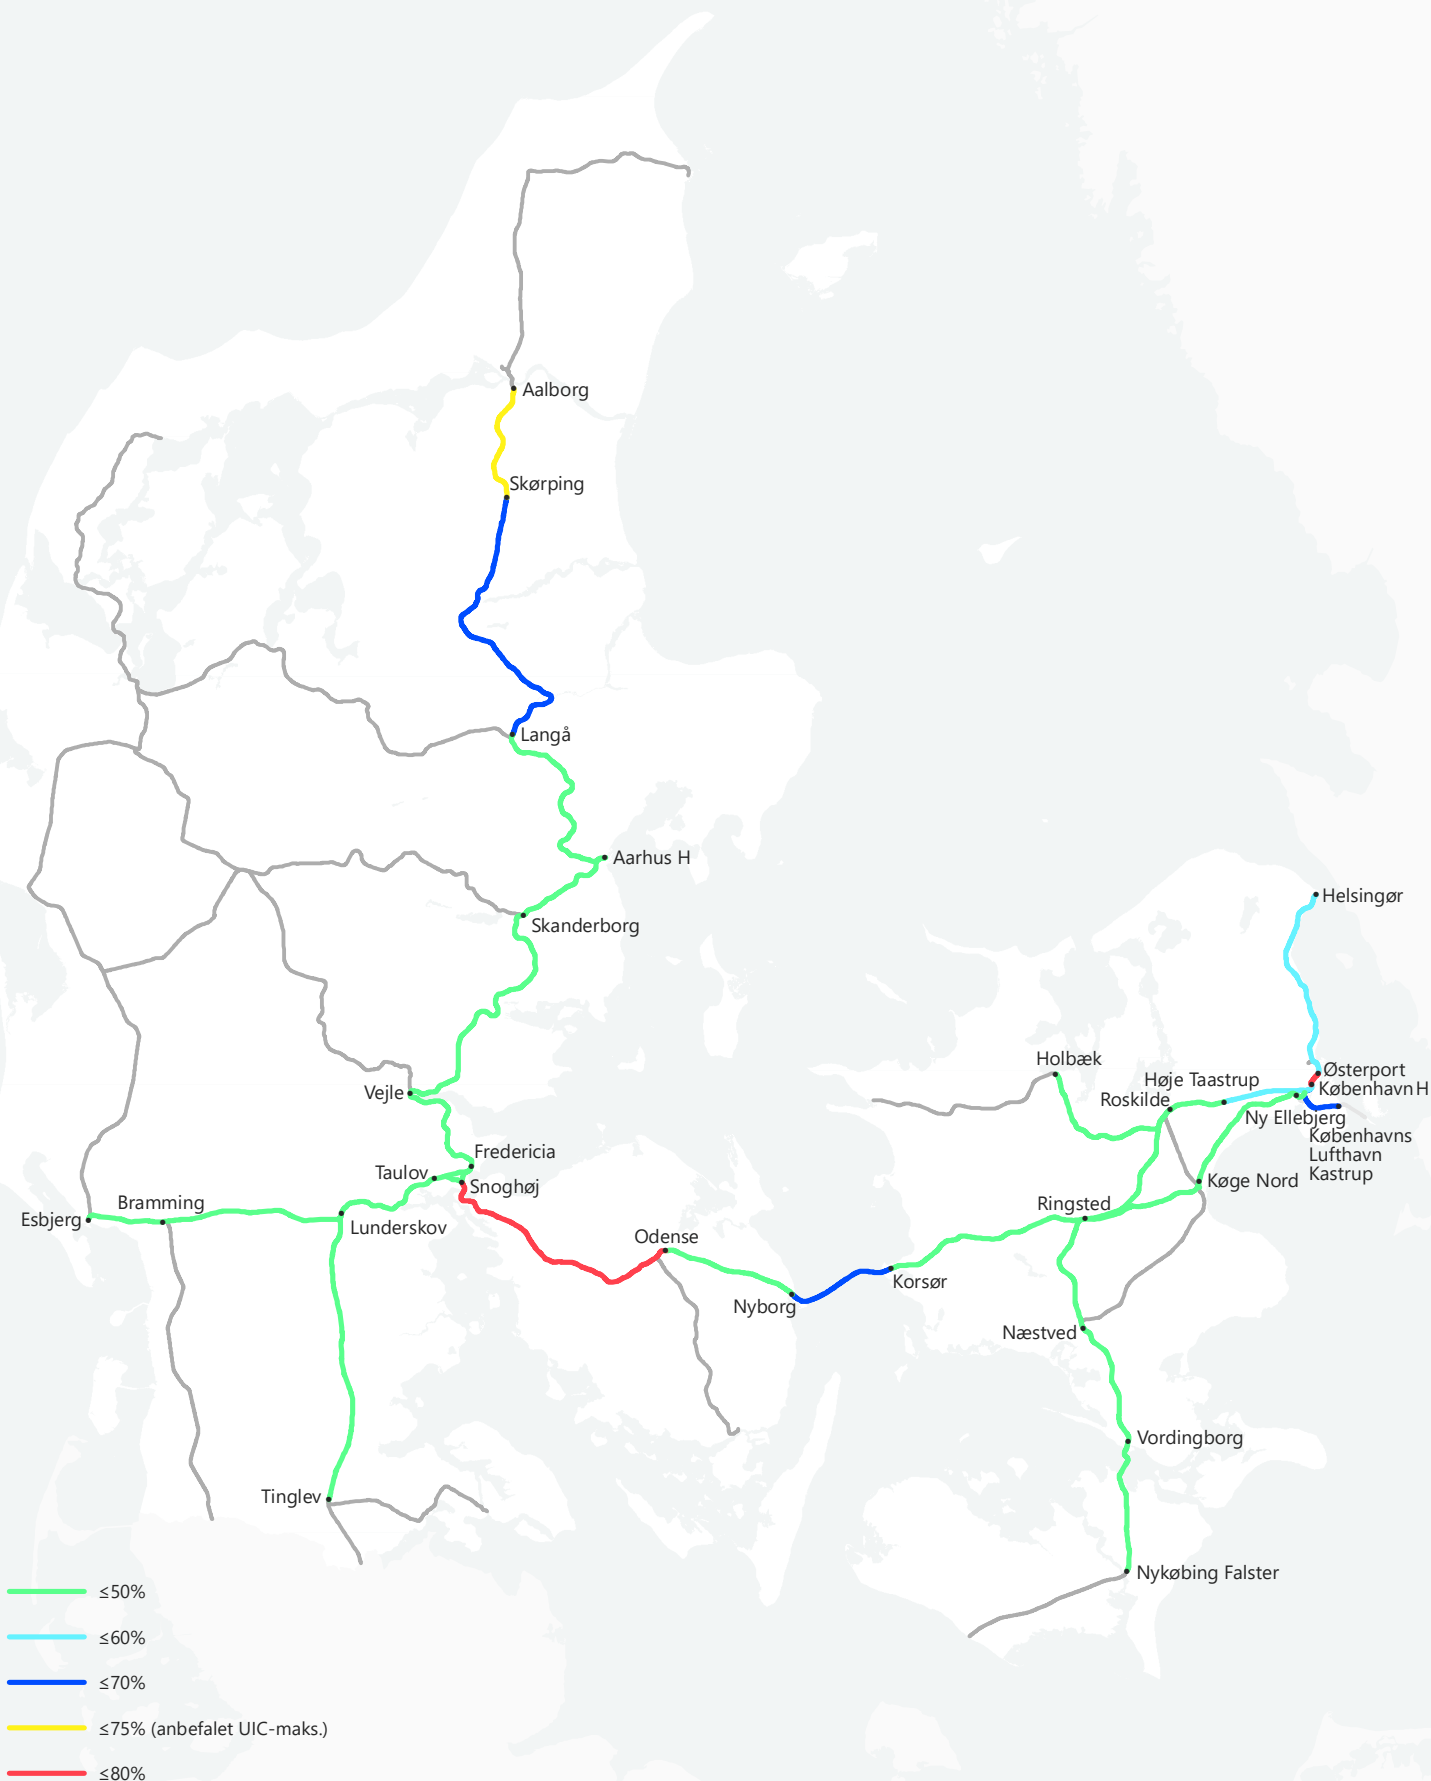 Aalborg
Skørping
Langå
Aarhus H
Skanderborg
Helsingør
Holbæk
Østerport
Høje Taastrup
København H
Roskilde
Vejle
Ny Ellebjerg
Københavns
Lufthavn
Kastrup
Fredericia
Taulov
Snoghøj
Køge Nord
Bramming
Ringsted
Esbjerg
Lunderskov
Odense
Korsør
Nyborg
Næstved
Vordingborg
Tinglev
Nykøbing Falster
≤50%
≤60%
≤70%
≤75% (anbefalet UIC-maks.)
≤80%